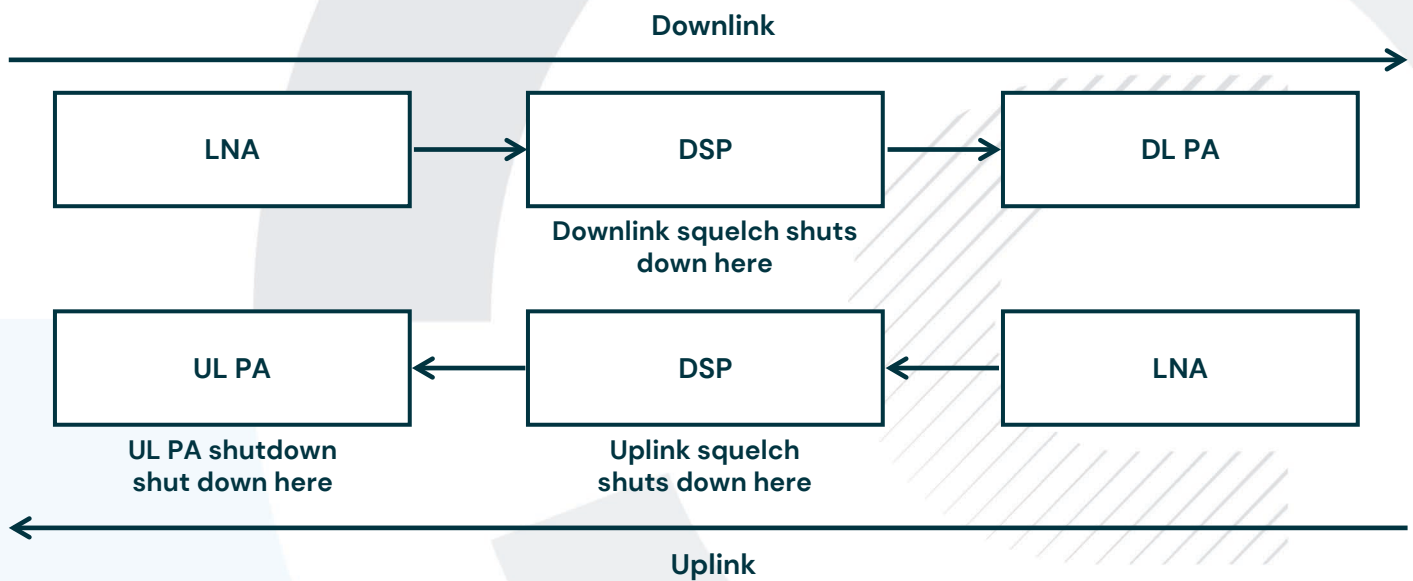 Downlink
LNA
DSP
DL PA
Downlink squelch shuts
down here
UL PA
DSP
LNA
UL PA shutdown
shut down here
Uplink squelch
shuts down here
Uplink